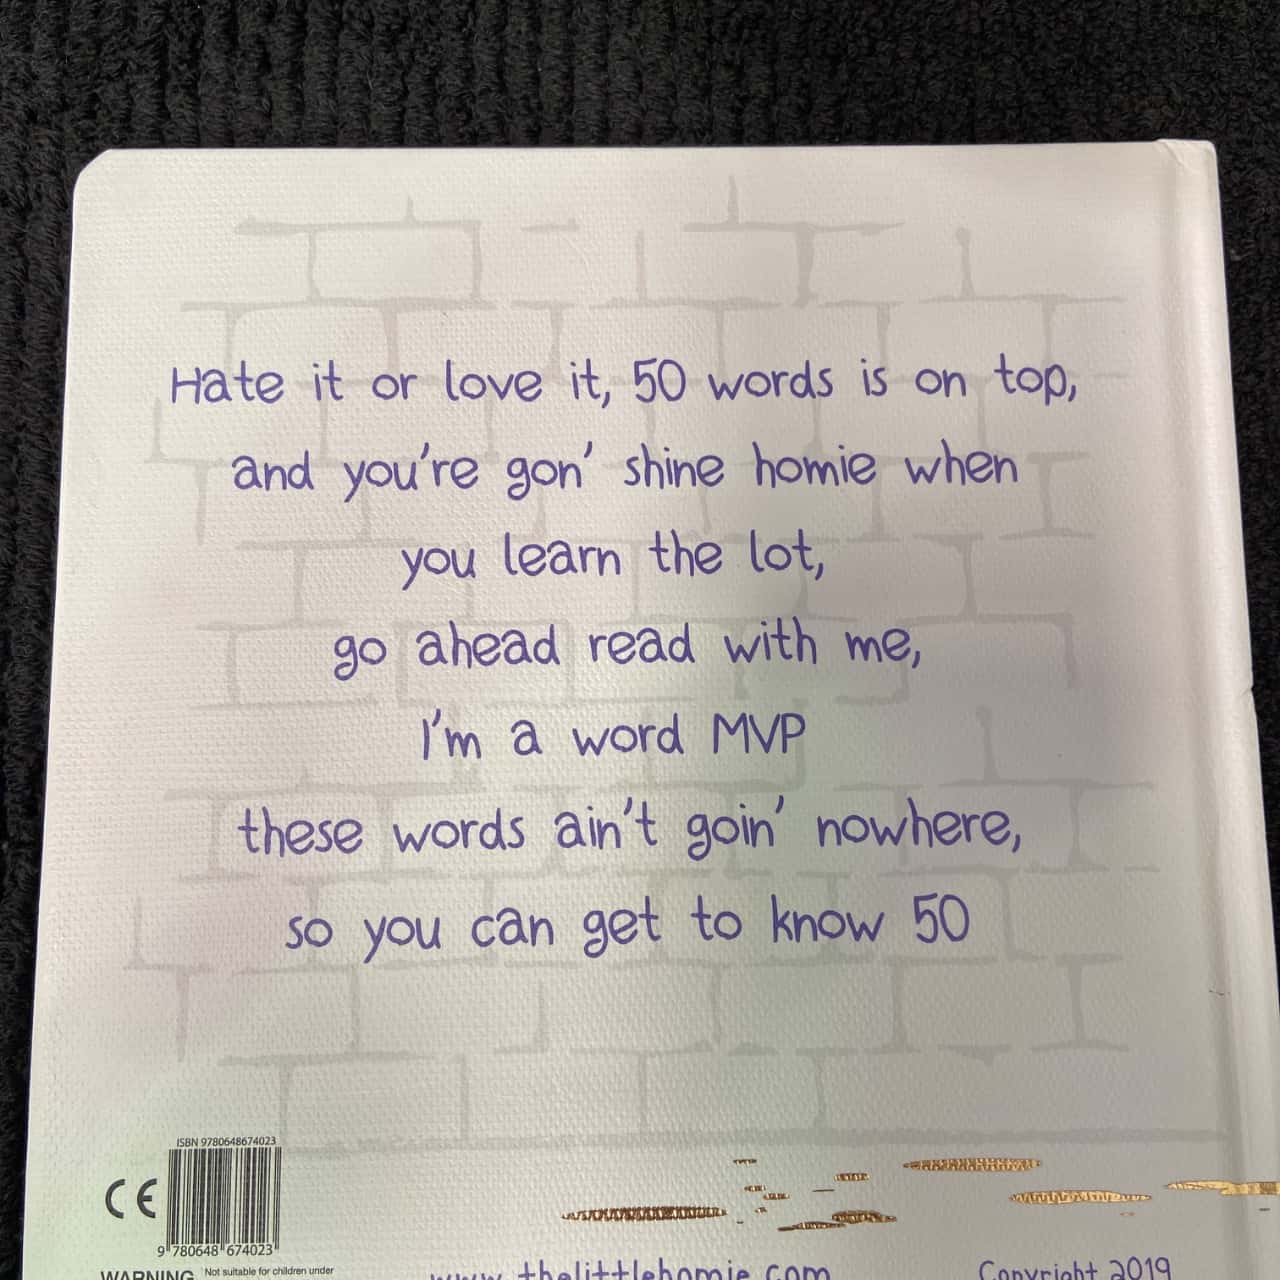 Hate it or love it, 50 words is on top,
and you're gon' shine homie when
you learn the lot,
go ahead read with me,
I'm a word MVP
these words ain't goin' nowhere,
so you can get to know 50
ISBN 9780648674023
CE
9 780648 674023
WARNING Not suitable for children under
www.thelittlehomie.com
Copyright 2019